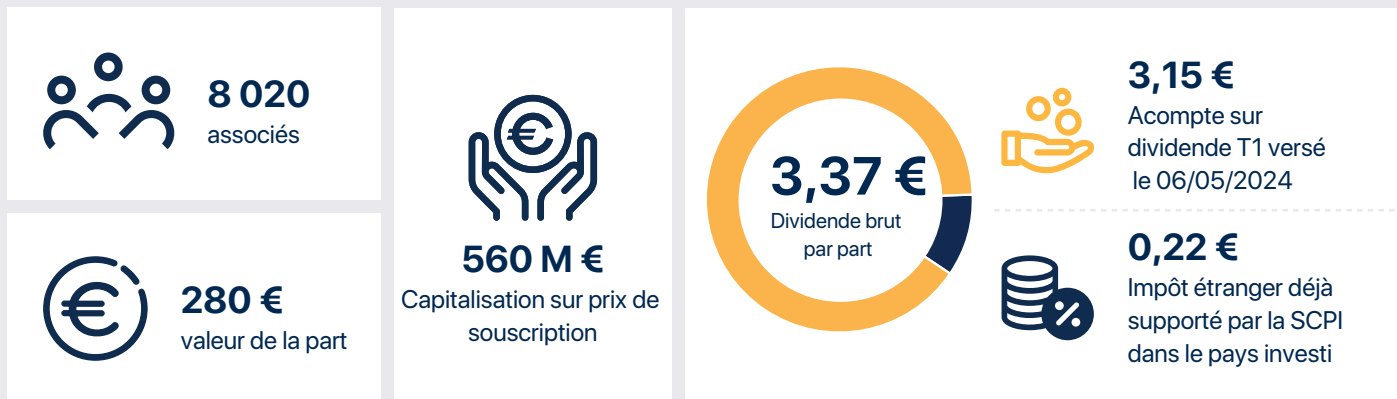 8 020
associés
280 €
valeur de la part
560 M €
Capitalisation sur prix de
souscription
3,37 €
Dividende brut
par part
3,15 €
Acompte sur
dividende T1 versé
le 06/05/2024
0,22 €
Impôt étranger déjà
supporté par la SCPI
dans le pays investi